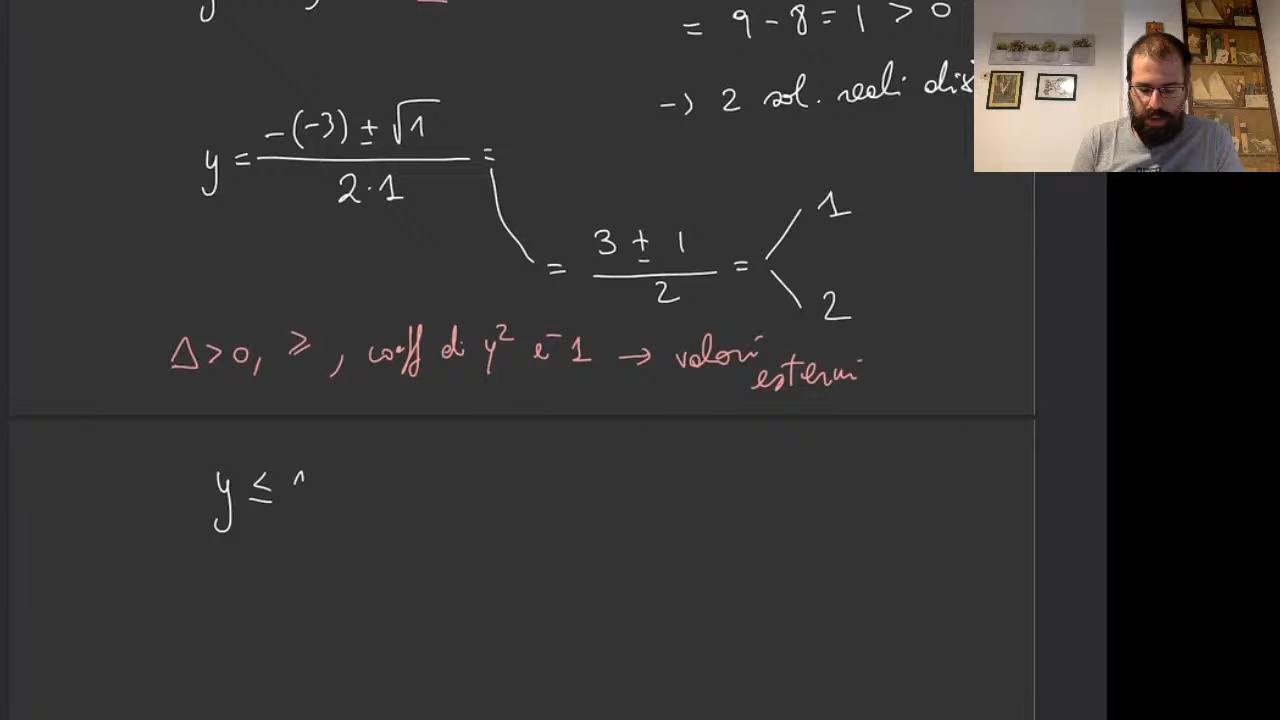 = 9 - 8 = 1 > 0
→ 2 sol. reali dis
y = (-(-3) ± √1) / (2·1) =
= (3 ± 1) / 2 = < 1
2
Δ > 0, ≥, coeff di y² è 1 → valori
esterni
y ≤